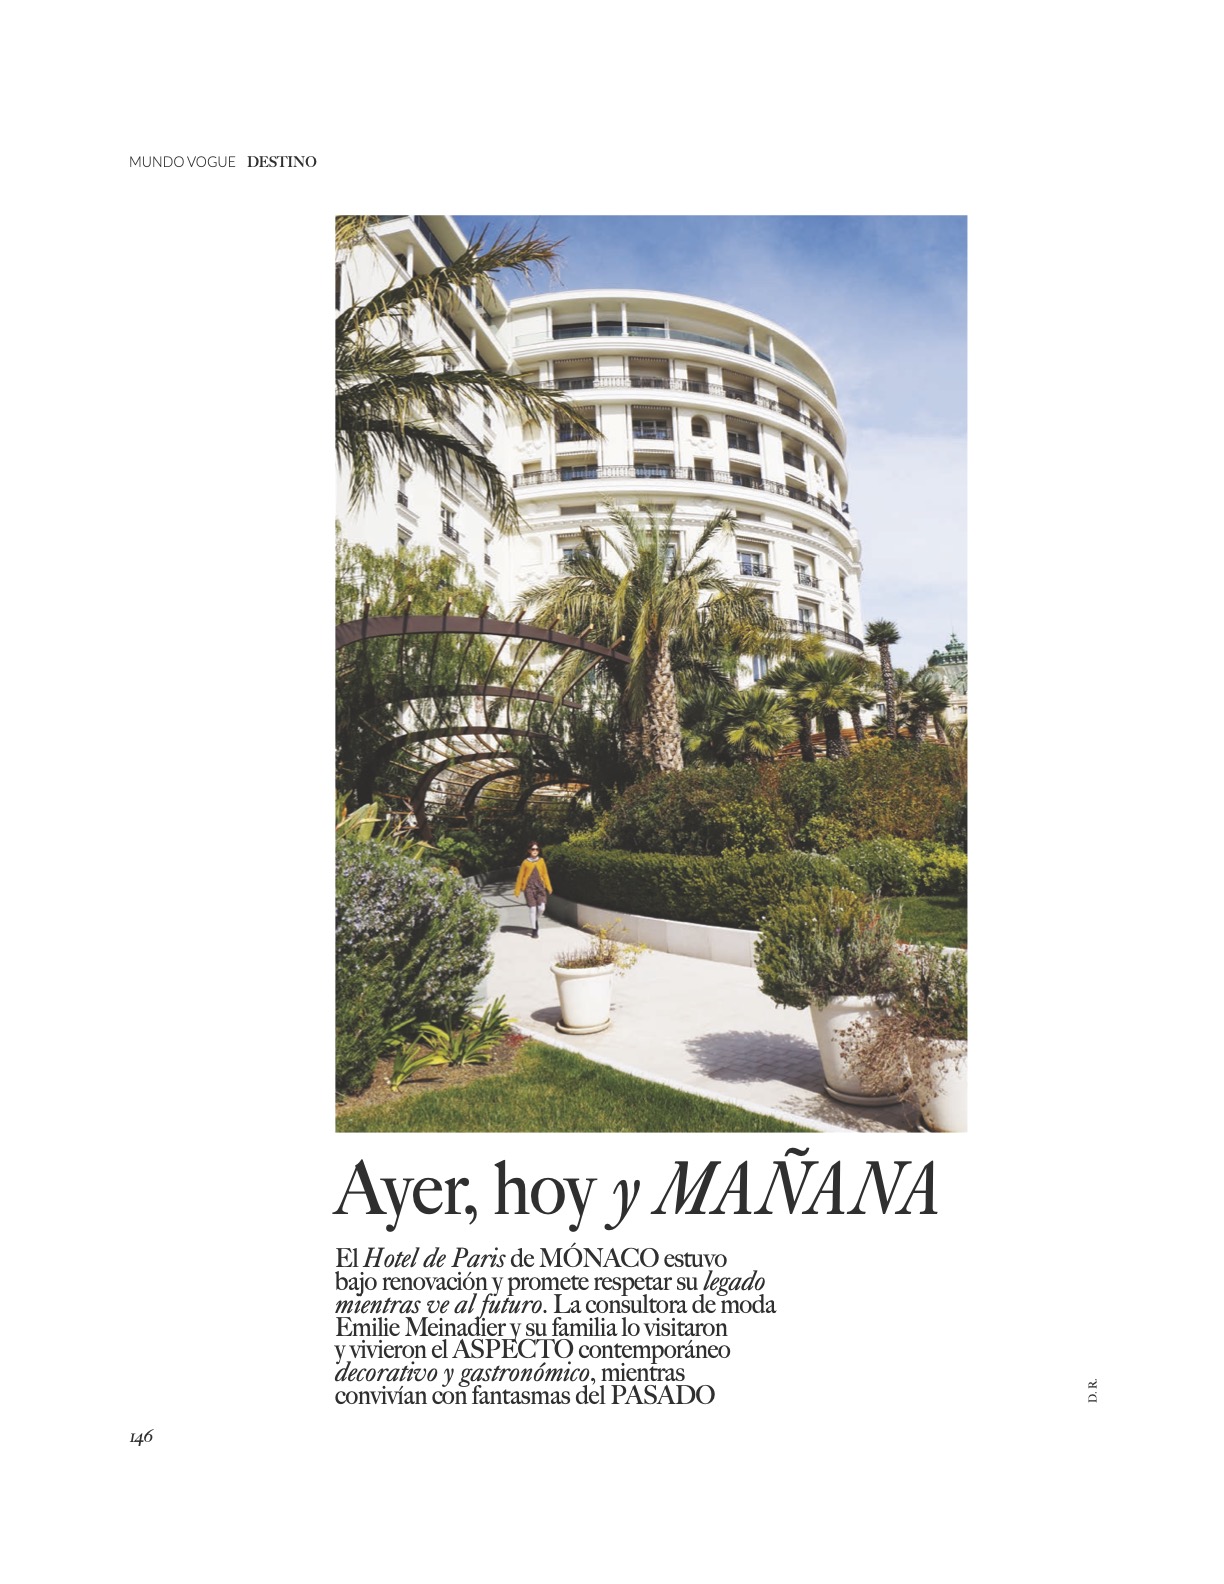 MUNDO VOGUE DESTINO
Ayer, hoy y MAÑANA
El Hotel de Paris de MÓNACO estuvo
bajo renovación y promete respetar su legado
mientras ve al futuro. La consultora de moda
Emilie Meinadier y su familia lo visitaron
y vivieron el ASPECTO contemporáneo
decorativo y gastronómico, mientras
convivían con fantasmas del PASADO
D. R.
146